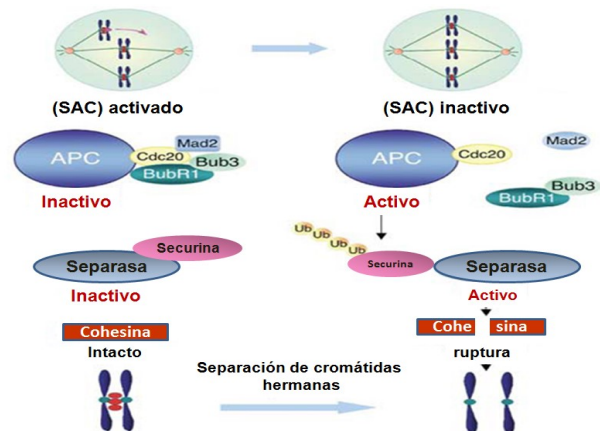 (SAC) activado
(SAC) inactivo
APC
Cdc20
Mad2
Bub3
BubR1
Inactivo
APC
Cdc20
Mad2
Bub3
BubR1
Activo
Securina
Separasa
Inactivo
Ub
Ub
Ub
Ub
Securina
Separasa
Activo
Cohesina
Intacto
Cohe sina
ruptura
Separación de cromátidas
hermanas